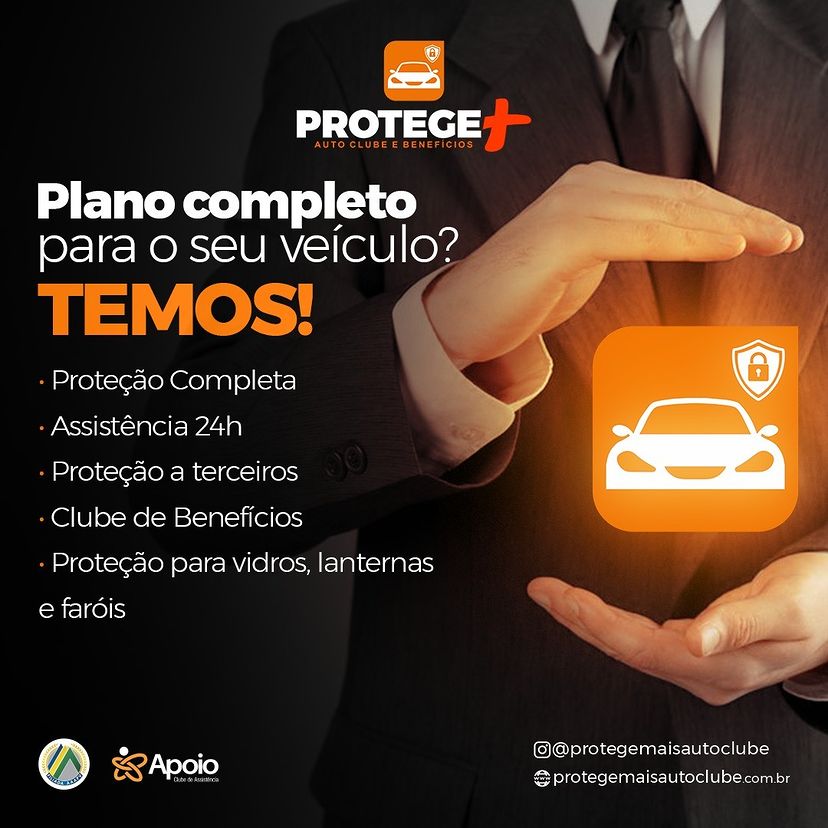 PROTEGE+
AUTO CLUBE E BENEFÍCIOS
Plano completo
para o seu veículo?
TEMOS!
· Proteção Completa
· Assistência 24h
· Proteção a terceiros
· Clube de Benefícios
· Proteção para vidros, lanternas
e faróis
Apoio
Clube de Assistência
@protegemaisautoclube
protegemaisautoclube.com.br